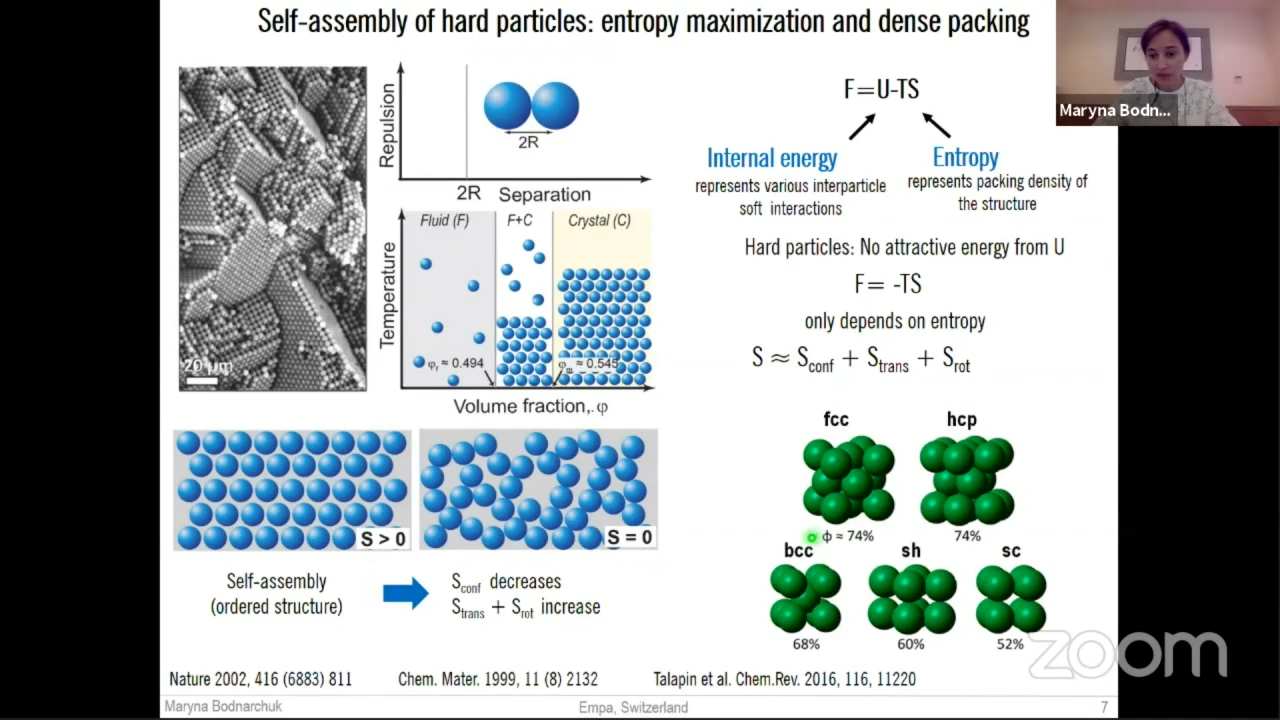 Self-assembly of hard particles: entropy maximization and dense packing
Maryna Bodn...
20 μm
Repulsion
2R
2R
Separation
Temperature
Fluid (F)
F+C
Crystal (C)
φf ≈ 0.494
φm ≈ 0.545
Volume fraction, φ
F=U-TS
Internal energy
represents various interparticle
soft interactions
Entropy
represents packing density of
the structure
Hard particles: No attractive energy from U
F= -TS
only depends on entropy
S ≈ Sconf + Strans + Srot
fcc
hcp
ϕ ≈ 74%
74%
bcc
sh
sc
68%
60%
52%
S > 0
S = 0
Self-assembly
(ordered structure)
Sconf decreases
Strans + Srot increase
Nature 2002, 416 (6883) 811
Chem. Mater. 1999, 11 (8) 2132
Talapin et al. Chem.Rev. 2016, 116, 11220
Maryna Bodnarchuk
Empa, Switzerland
7
zoom